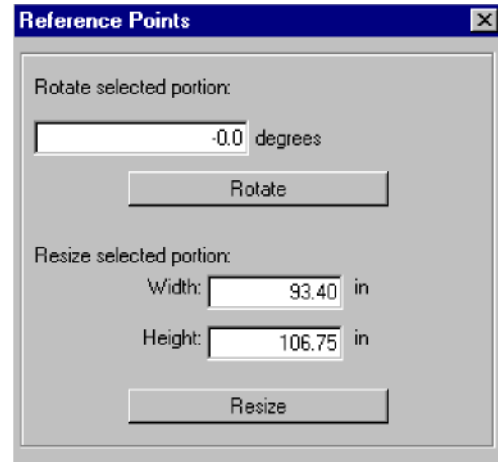 Reference Points
Rotate selected portion:
-0.0 degrees
Rotate
Resize selected portion:
Width: 93.40 in
Height: 106.75 in
Resize